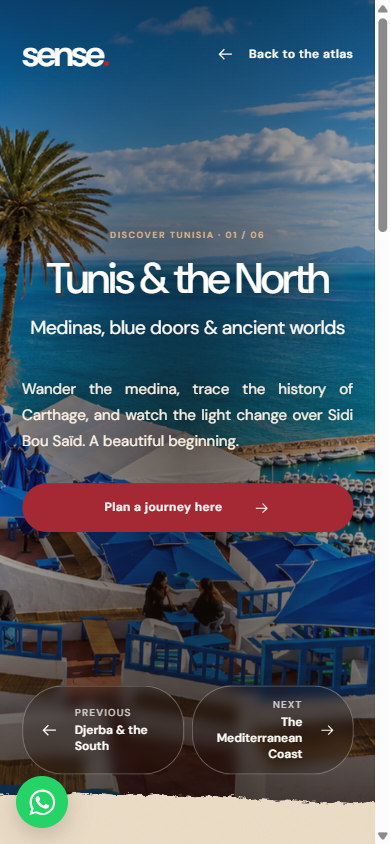 sense.
Back to the atlas
DISCOVER TUNISIA · 01 / 06
Tunis & the North
Medinas, blue doors & ancient worlds
Wander the medina, trace the history of
Carthage, and watch the light change over Sidi
Bou Saïd. A beautiful beginning.
Plan a journey here
PREVIOUS
Djerba & the
South
NEXT
The
Mediterranean
Coast